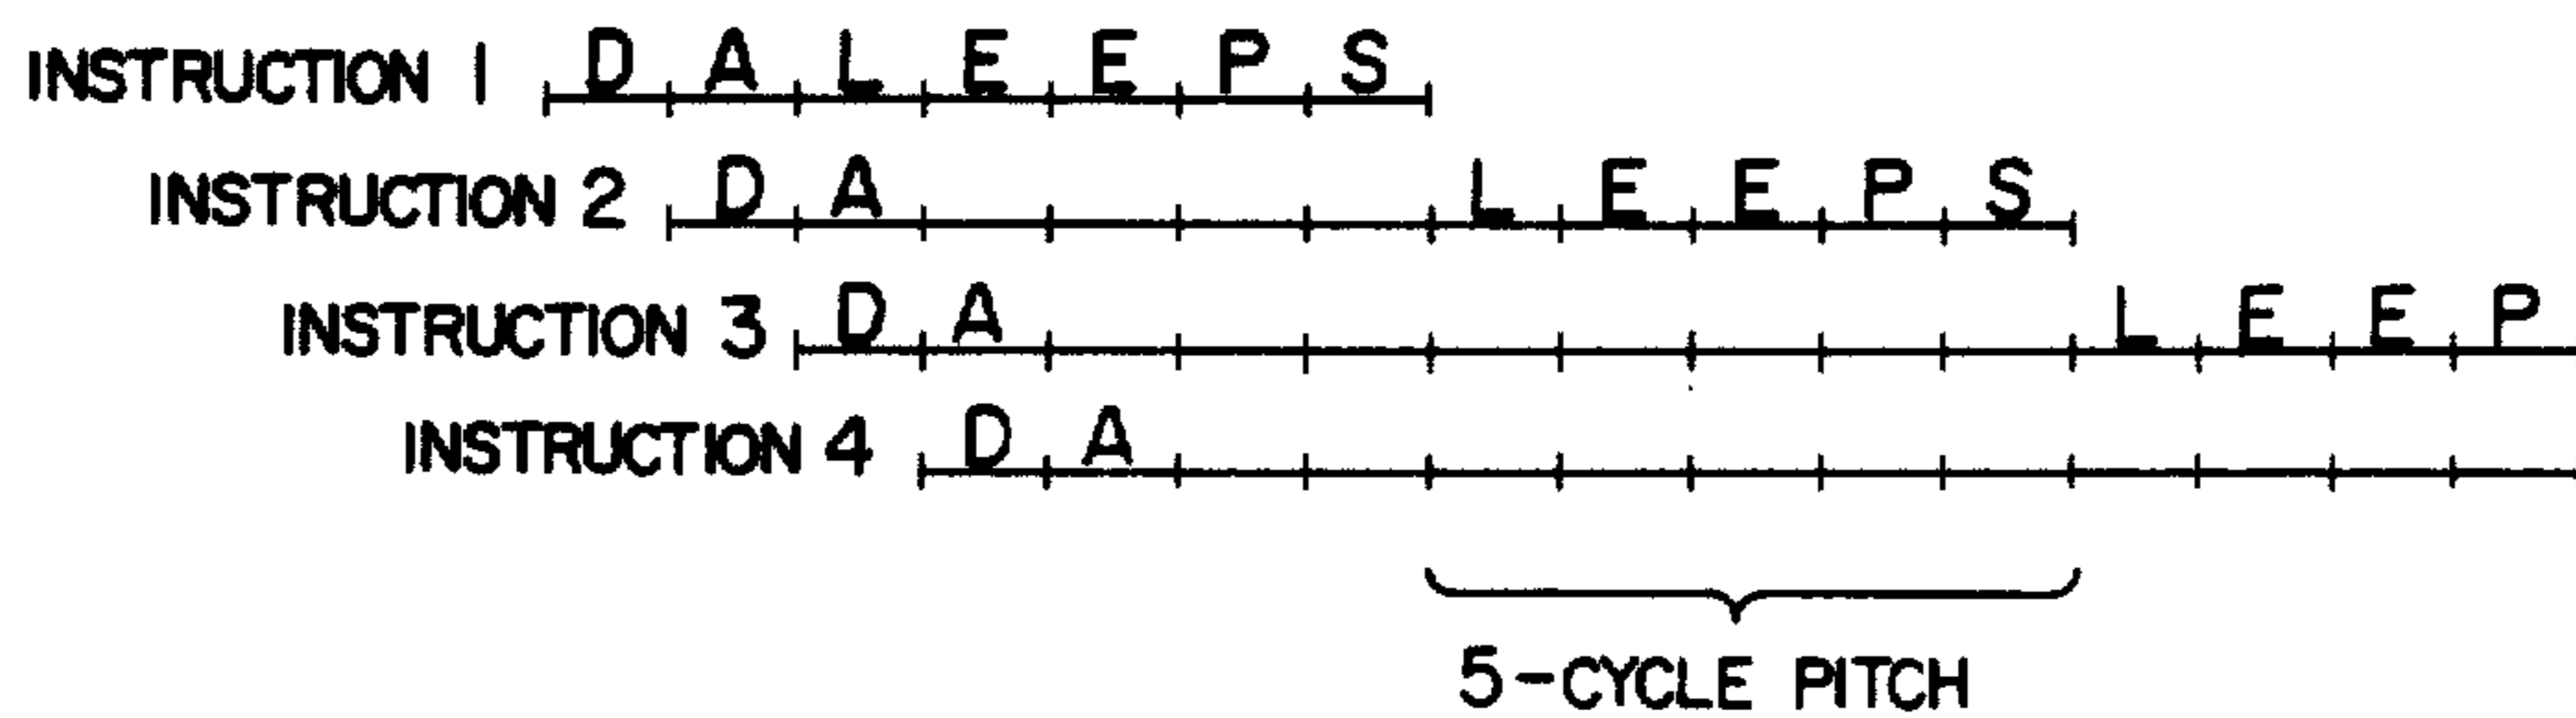 INSTRUCTION 1 D A L E E P S
INSTRUCTION 2 D A L E E P S
INSTRUCTION 3 D A L E E P
INSTRUCTION 4 D A
5-CYCLE PITCH